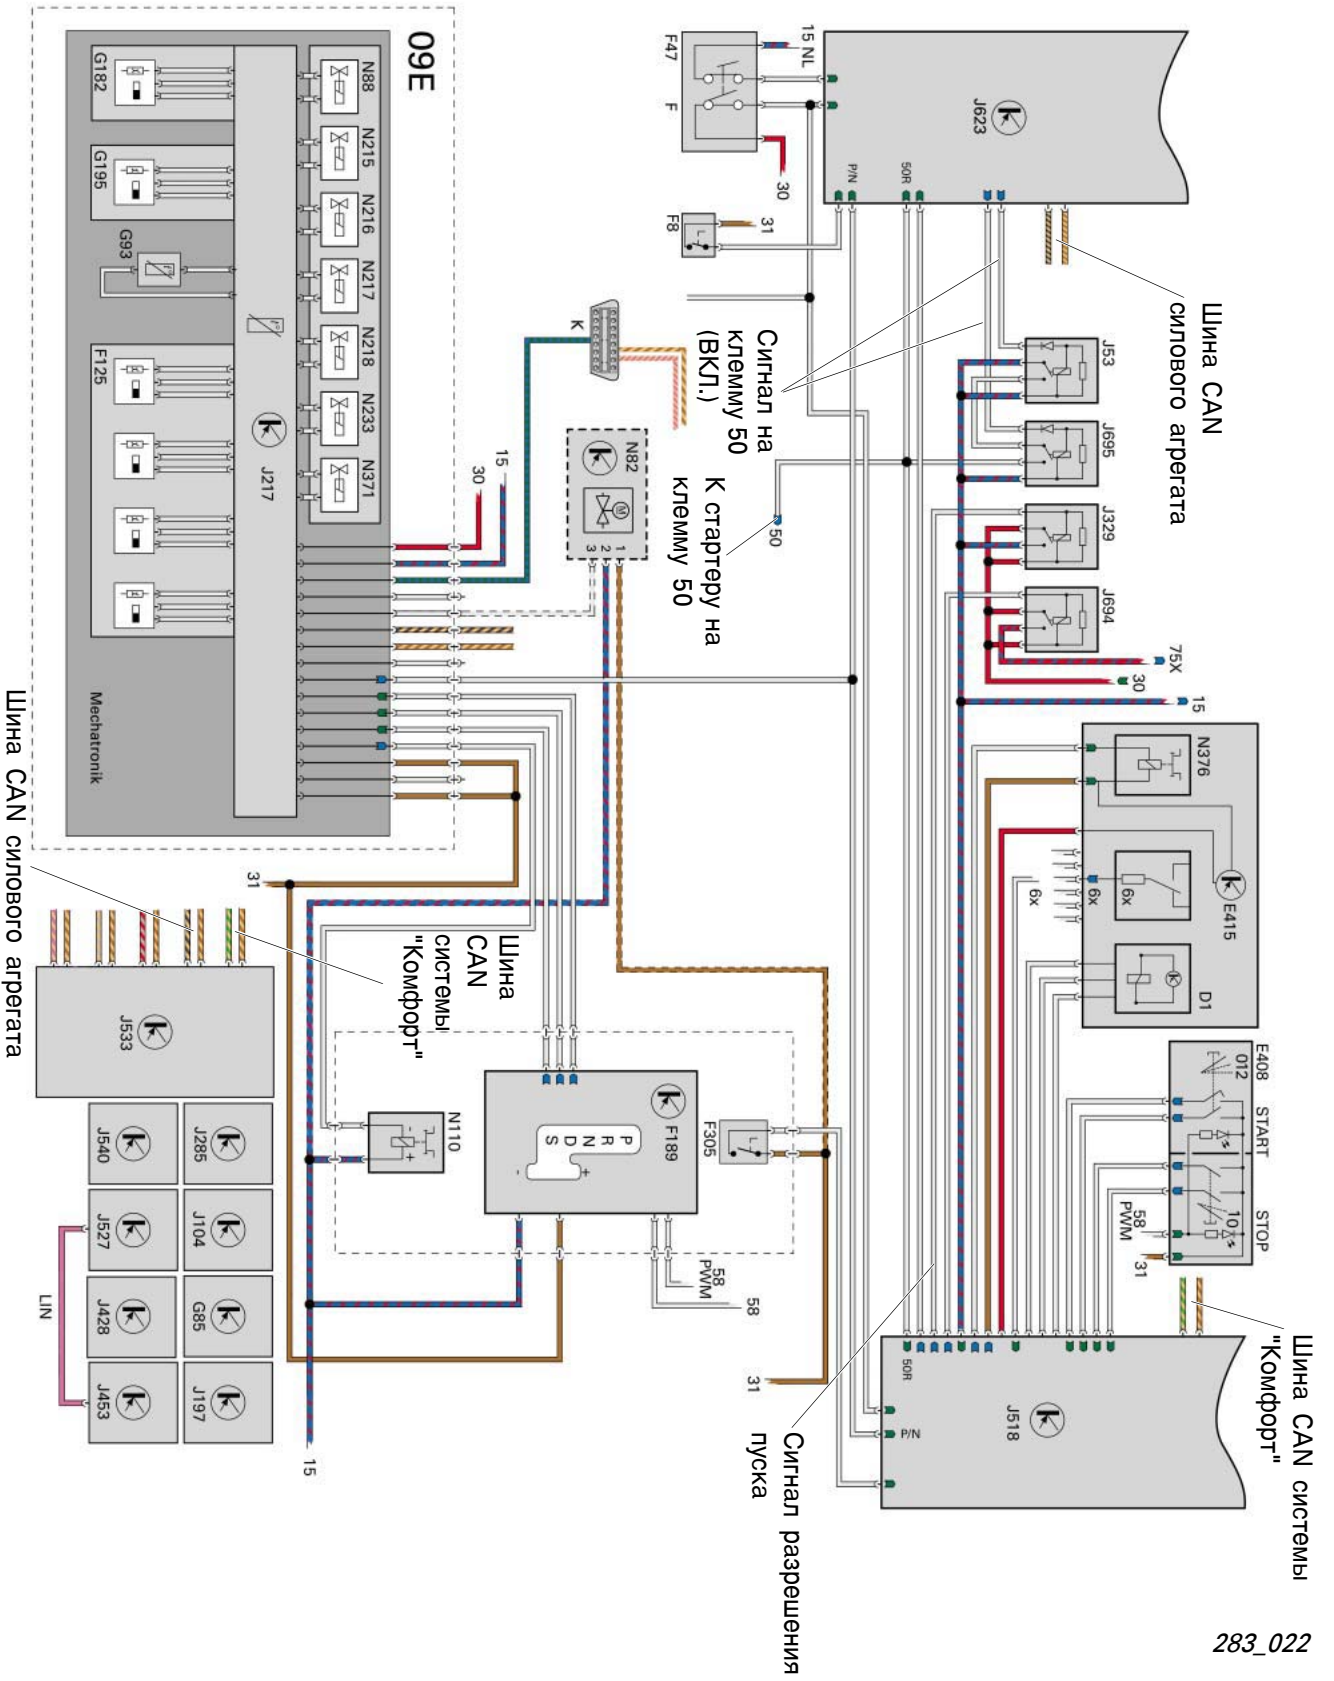 09E
N88
N215
N216
N217
N218
N233
N371
G182
G195
G93
F125
J217
Mechatronik
15 NL
F47
F
30
J623
P/N
50R
F8
31
Шина CAN
силового агрегата
Сигнал на
клемму 50
(ВКЛ.)
К стартеру на
клемму 50
50
K
15
30
N82
M
1
2
3
J53
J695
J329
J694
75X
30
15
N376
E415
6x
6x
6x
D1
E408
012
START
STOP
10
58
PWM
31
Шина CAN системы
"Комфорт"
J518
50R
P/N
Сигнал разрешения
пуска
31
F305
F189
P
R
N
D
S
+
-
58
PWM
58
N110
-
+
15
31
Шина
CAN
системы
"Комфорт"
Шина CAN силового агрегата
J533
J285
J104
G85
J197
J540
J527
J428
J453
LIN
283_022